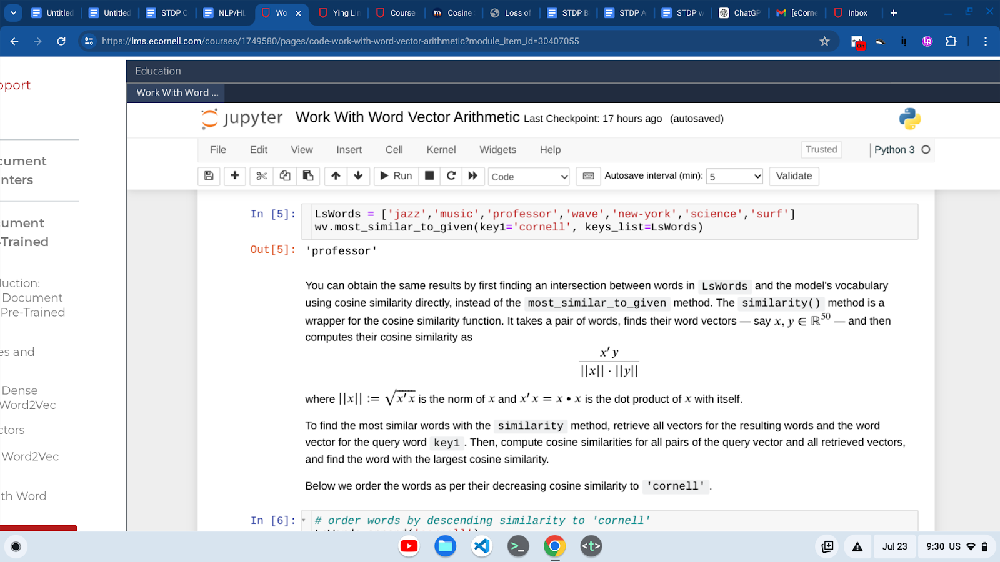 Untitled
Untitled
STDP C
NLP/HL
Wo
Ying Lin
Course
Cosine
Loss of
STDP B
STDP A
STDP w
ChatGP
[eCorne
Inbox
https://lms.ecornell.com/courses/1749580/pages/code-work-with-word-vector-arithmetic?module_item_id=30407055
On
Education
Work With Word ...
pport
cument
nters
cument
-Trained
duction:
Document
Pre-Trained
es and
Dense
Word2Vec
ctors
Word2Vec
th Word
jupyter Work With Word Vector Arithmetic Last Checkpoint: 17 hours ago (autosaved)
File Edit View Insert Cell Kernel Widgets Help Trusted Python 3
Run Code Autosave interval (min): 5 Validate
In [5]: LsWords = ['jazz','music','professor','wave','new-york','science','surf']
wv.most_similar_to_given(key1='cornell', keys_list=LsWords)
Out[5]: 'professor'
You can obtain the same results by first finding an intersection between words in LsWords and the model's vocabulary
using cosine similarity directly, instead of the most_similar_to_given method. The similarity() method is a
wrapper for the cosine similarity function. It takes a pair of words, finds their word vectors — say x, y ∈ ℝ⁵⁰ — and then
computes their cosine similarity as
x′y
||x|| · ||y||
where ||x|| := √x′x is the norm of x and x′x = x • x is the dot product of x with itself.
To find the most similar words with the similarity method, retrieve all vectors for the resulting words and the word
vector for the query word key1 . Then, compute cosine similarities for all pairs of the query vector and all retrieved vectors,
and find the word with the largest cosine similarity.
Below we order the words as per their decreasing cosine similarity to 'cornell' .
In [6]: # order words by descending similarity to 'cornell'
Jul 23
9:30 US